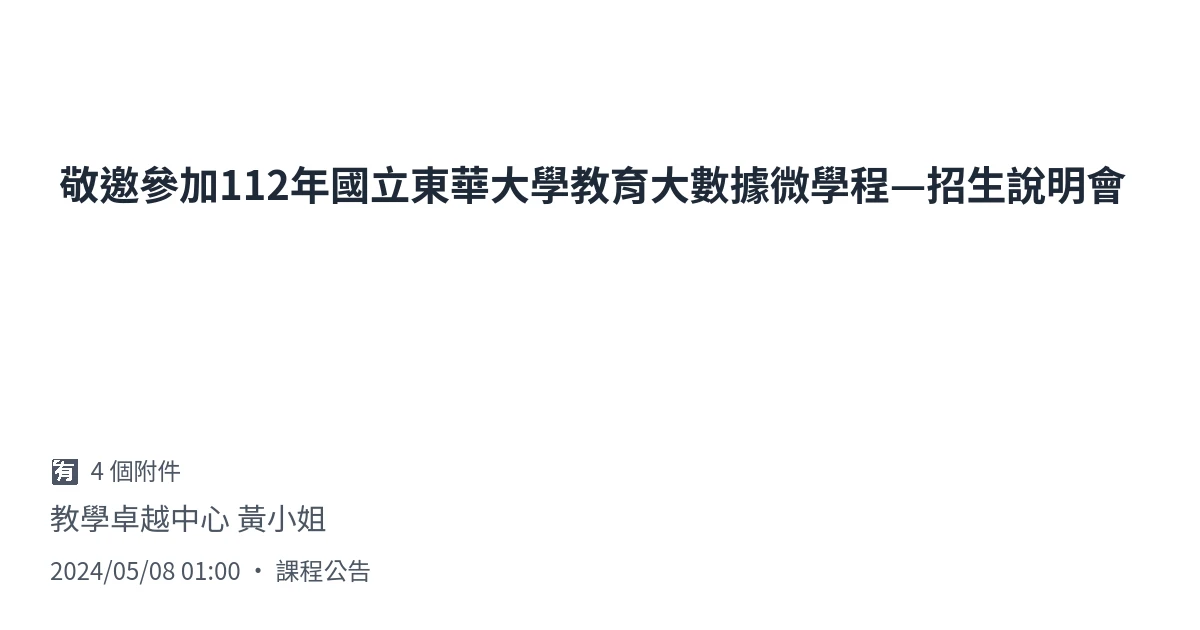 敬邀參加112年國立東華大學教育大數據微學程—招生說明會
🈶 4 個附件
教學卓越中心 黃小姐
2024/05/08 01:00 • 課程公告